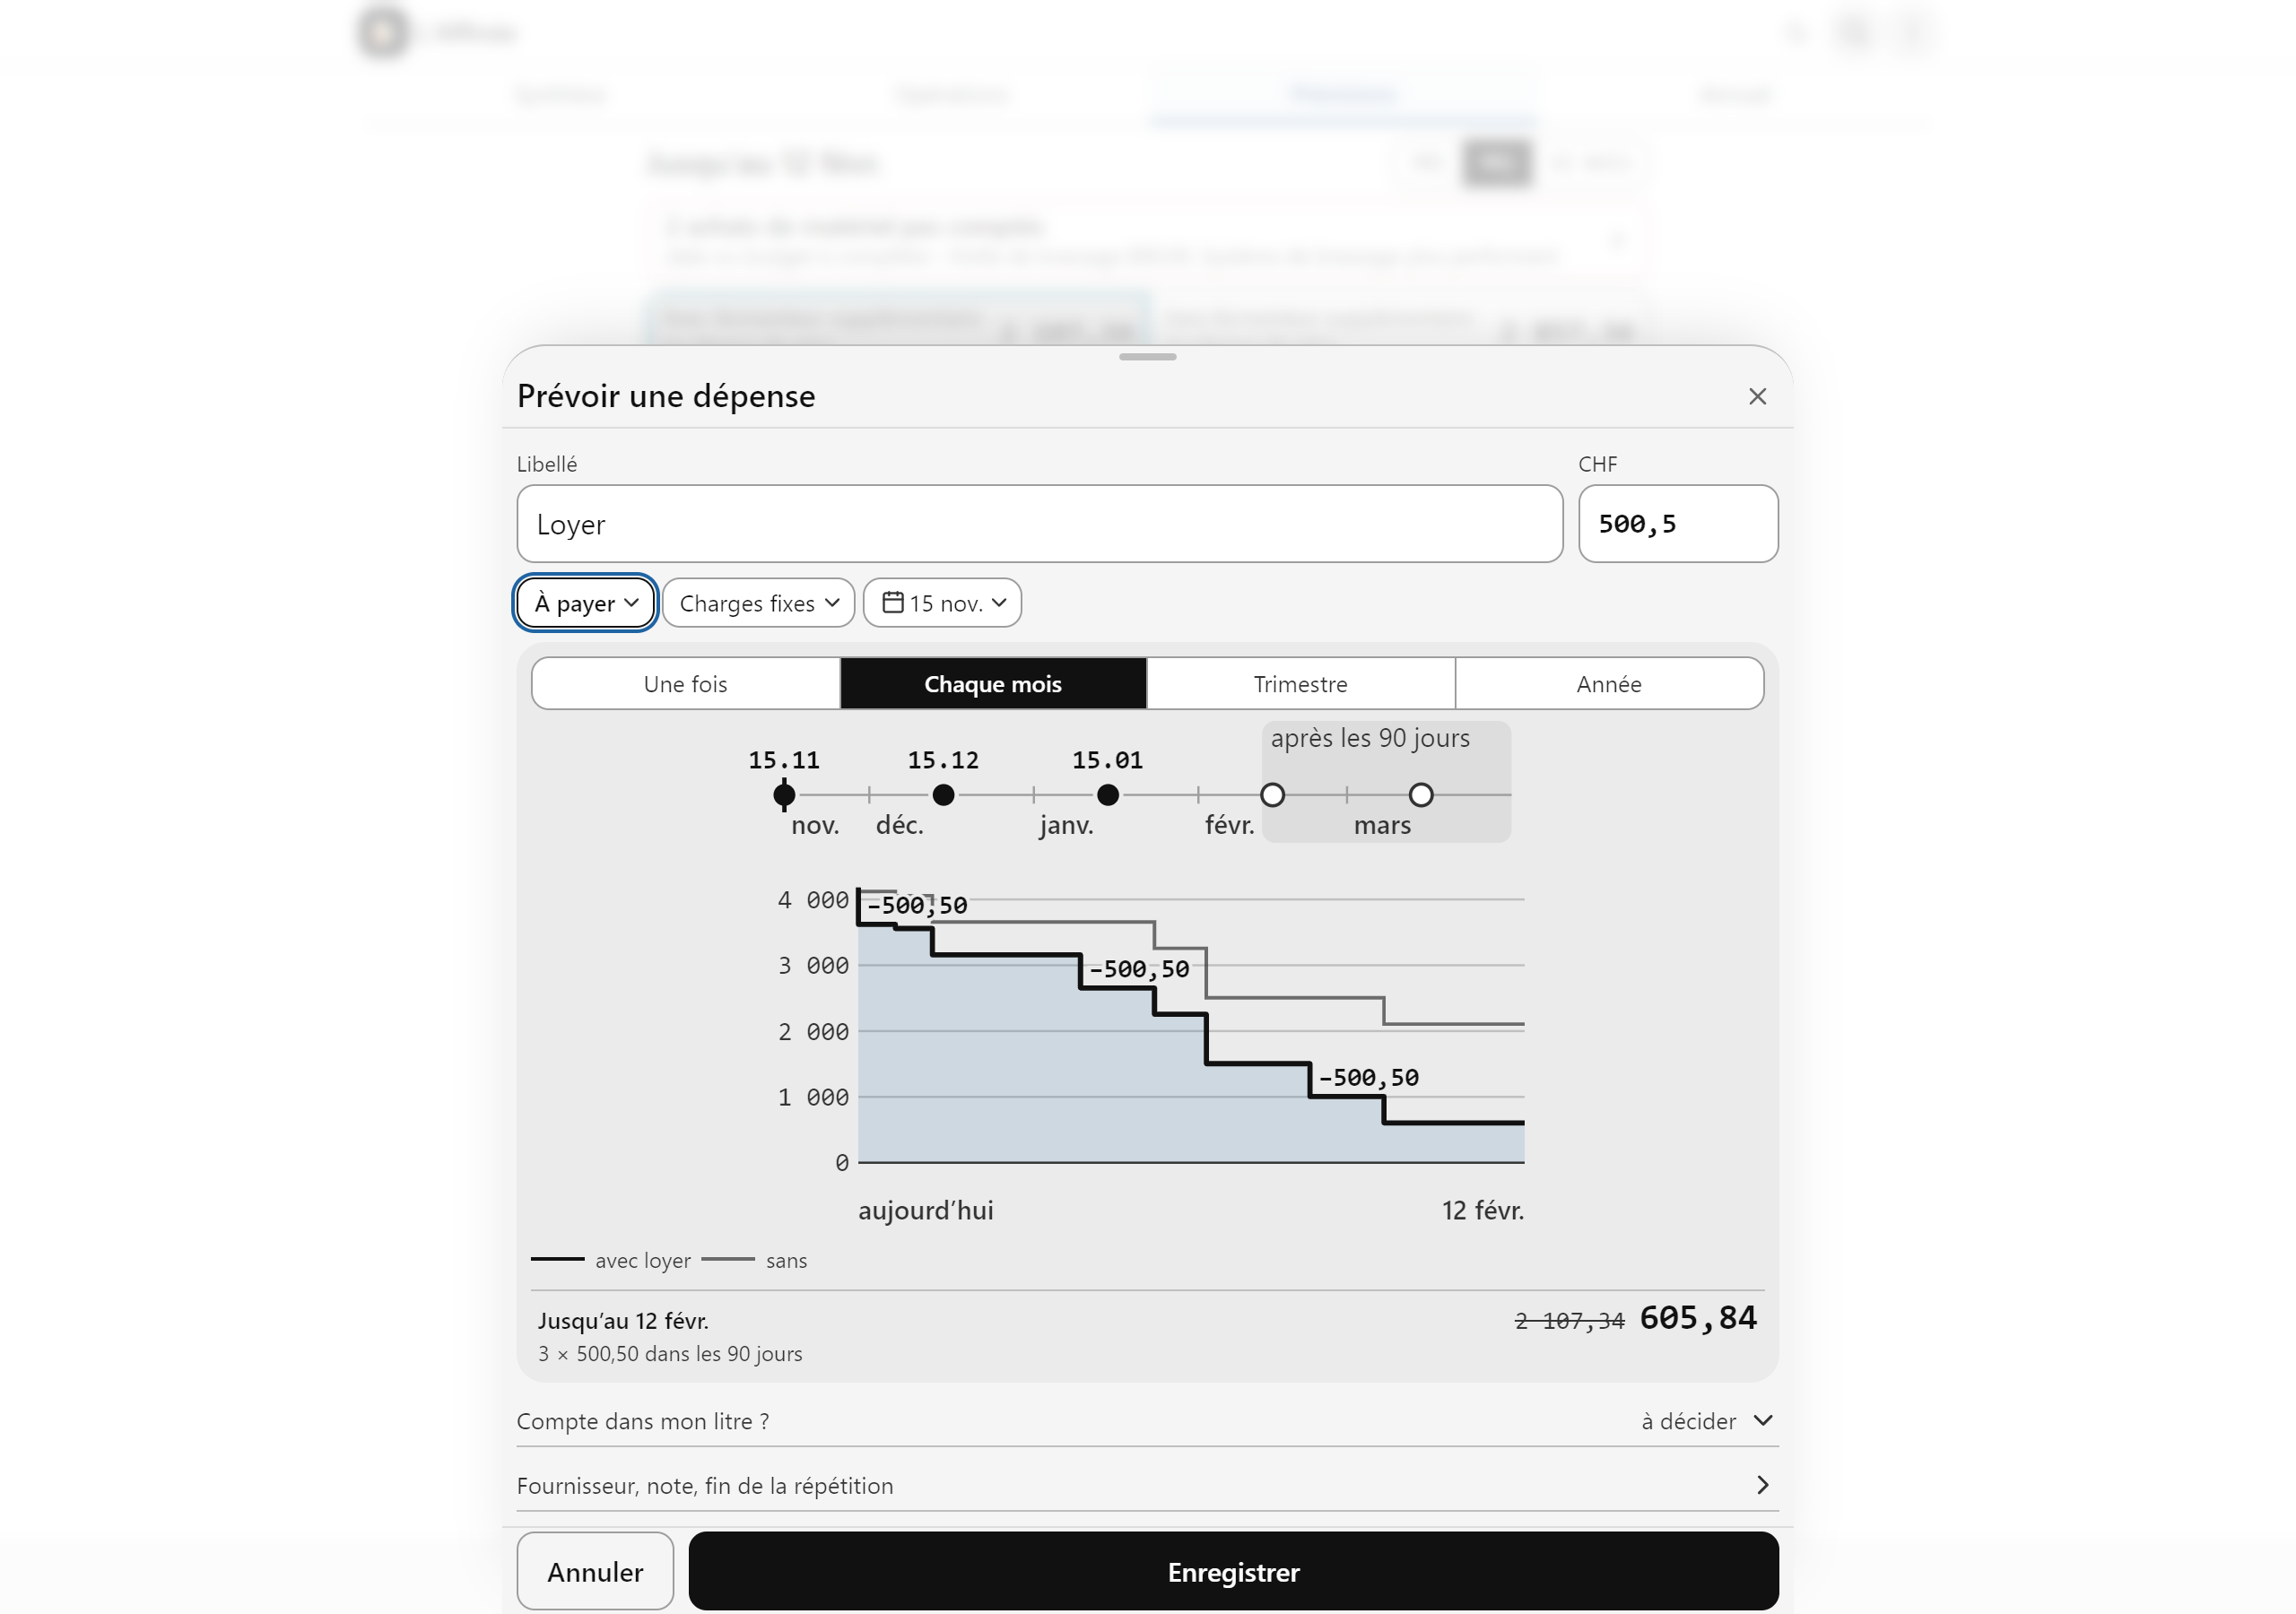 Jusqu'au 12 févr.
Prévoir une dépense
Libellé
CHF
Loyer
500,5
À payer
Charges fixes
15 nov.
Une fois
Chaque mois
Trimestre
Année
après les 90 jours
15.11
15.12
15.01
nov.
déc.
janv.
févr.
mars
4 000
−500,50
3 000
−500,50
2 000
−500,50
1 000
0
aujourd’hui
12 févr.
avec loyer
sans
Jusqu’au 12 févr.
2 107,34
605,84
3 × 500,50 dans les 90 jours
Compte dans mon litre ?
à décider
Fournisseur, note, fin de la répétition
Annuler
Enregistrer